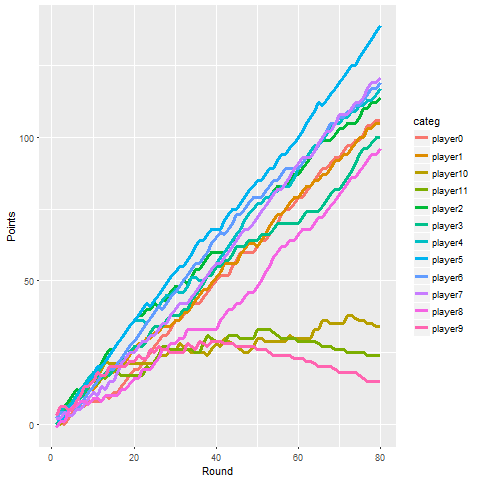 100
50
0
Points
0
20
40
60
80
Round
categ
player0
player1
player10
player11
player2
player3
player4
player5
player6
player7
player8
player9